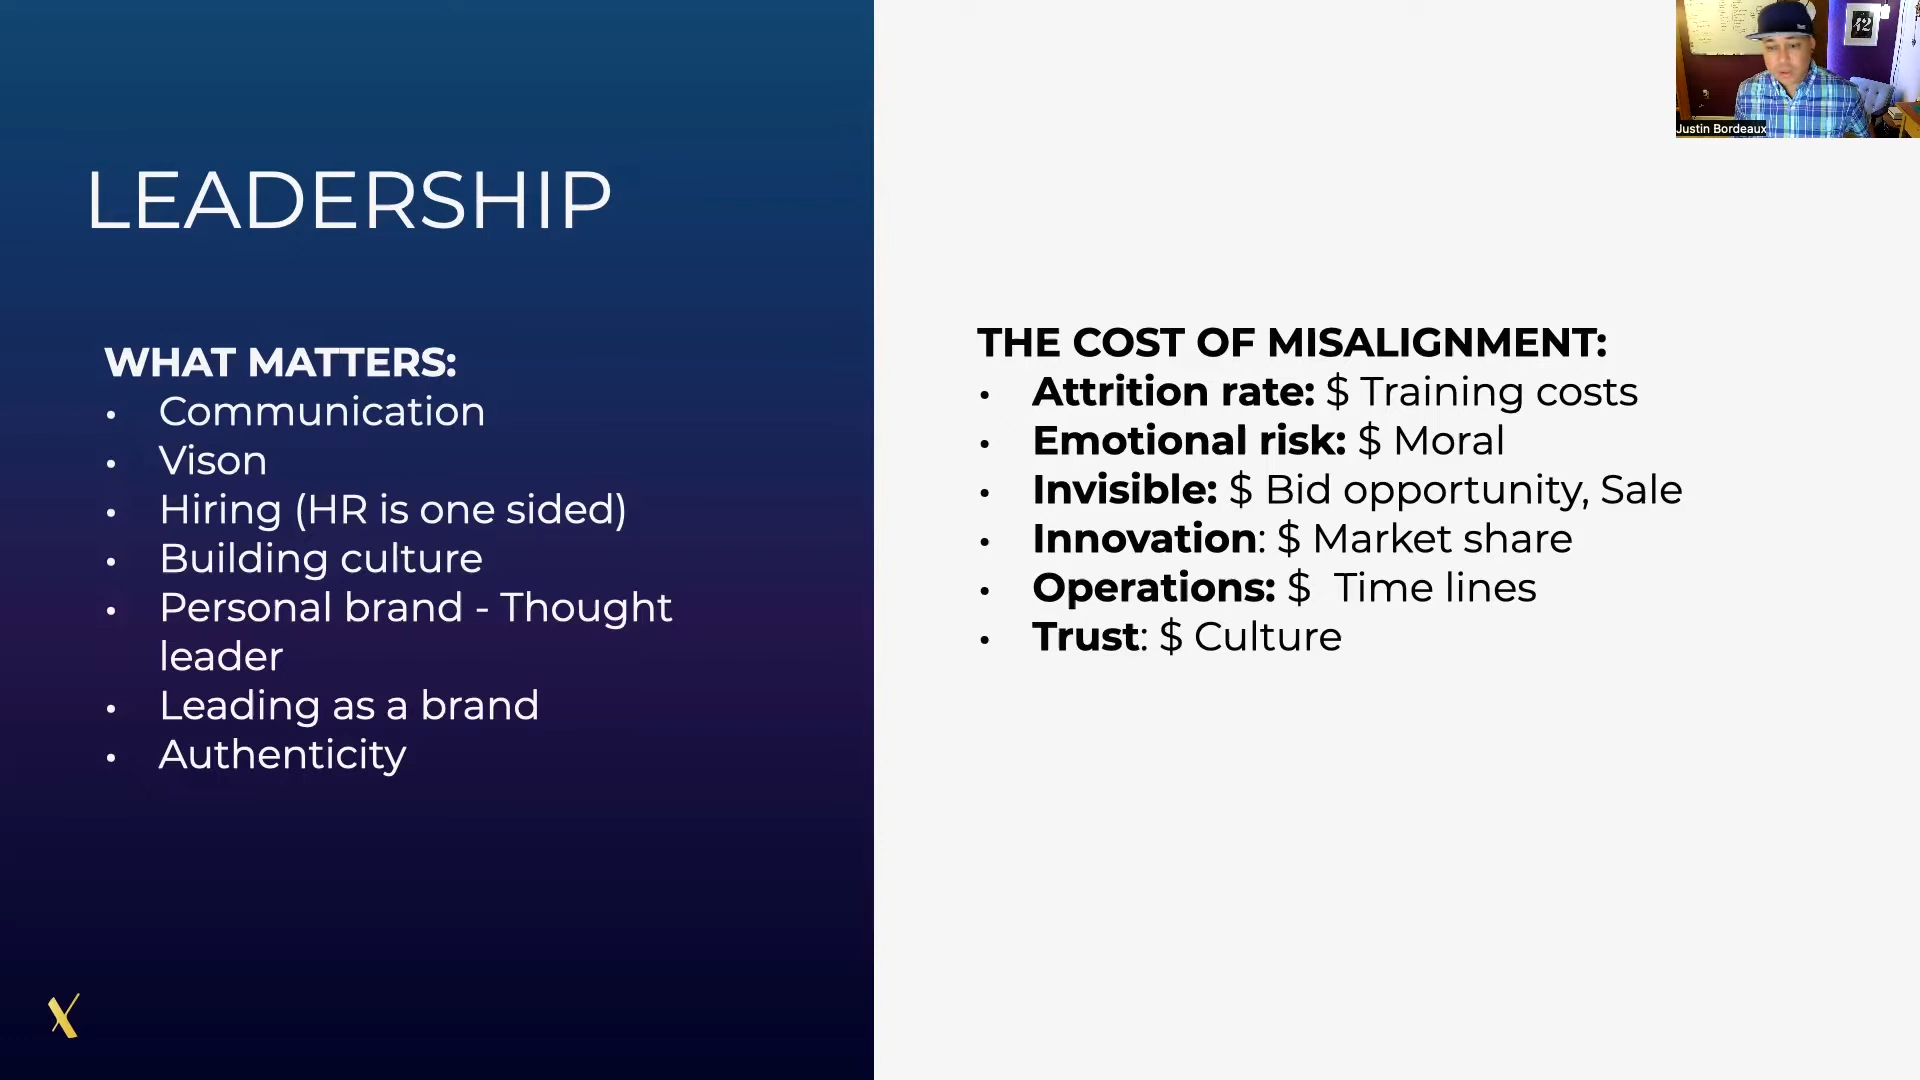 LEADERSHIP
WHAT MATTERS:
• Communication
• Vison
• Hiring (HR is one sided)
• Building culture
• Personal brand - Thought
leader
• Leading as a brand
• Authenticity
THE COST OF MISALIGNMENT:
• Attrition rate: $ Training costs
• Emotional risk: $ Moral
• Invisible: $ Bid opportunity, Sale
• Innovation: $ Market share
• Operations: $  Time lines
• Trust: $ Culture
42
Justin Bordeaux
X